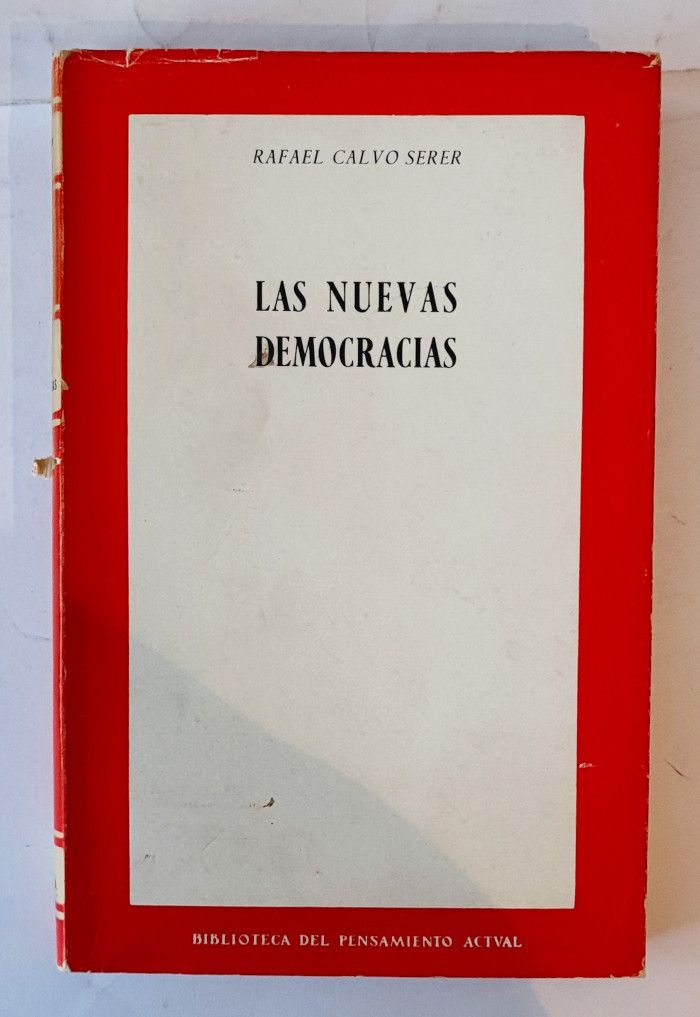 RAFAEL CALVO SERER
LAS NUEVAS
DEMOCRACIAS
BIBLIOTECA DEL PENSAMIENTO ACTVAL